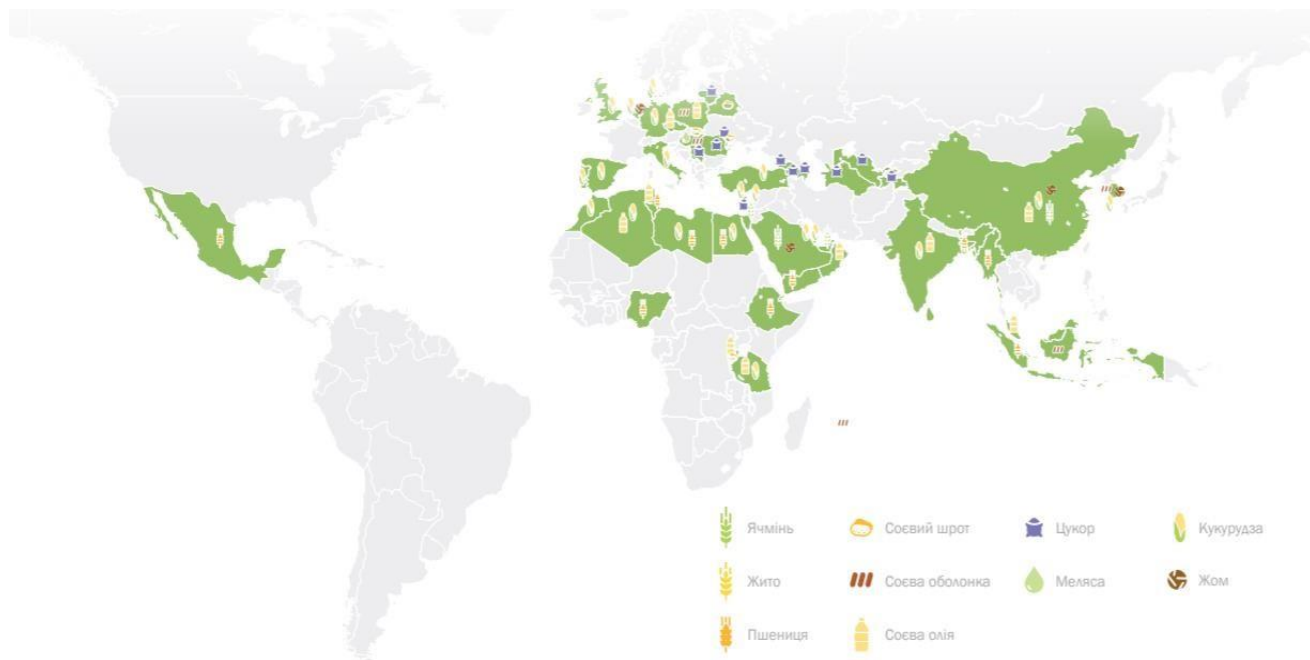 Ячмінь
Соєвий шрот
Цукор
Кукурудза
Жито
Соєва оболонка
Меляса
Жом
Пшениця
Соєва олія